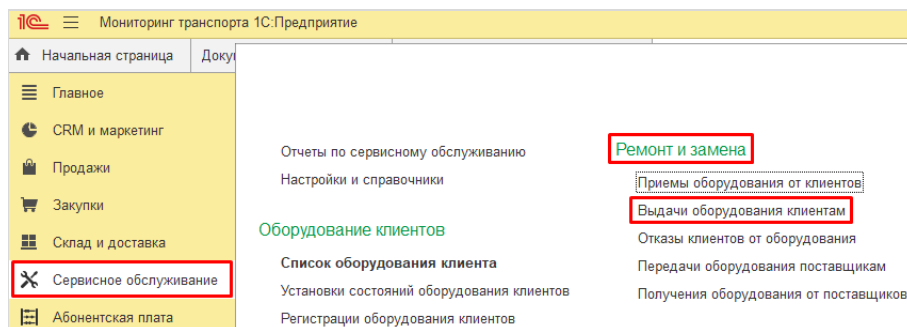 1С Мониторинг транспорта 1С:Предприятие
Начальная страница Доку
Главное
CRM и маркетинг
Продажи
Закупки
Склад и доставка
Сервисное обслуживание
Абонентская плата
Отчеты по сервисному обслуживанию
Настройки и справочники
Оборудование клиентов
Список оборудования клиента
Установки состояний оборудования клиентов
Регистрации оборудования клиентов
Ремонт и замена
Приемы оборудования от клиентов
Выдачи оборудования клиентам
Отказы клиентов от оборудования
Передачи оборудования поставщикам
Получения оборудования от поставщиков